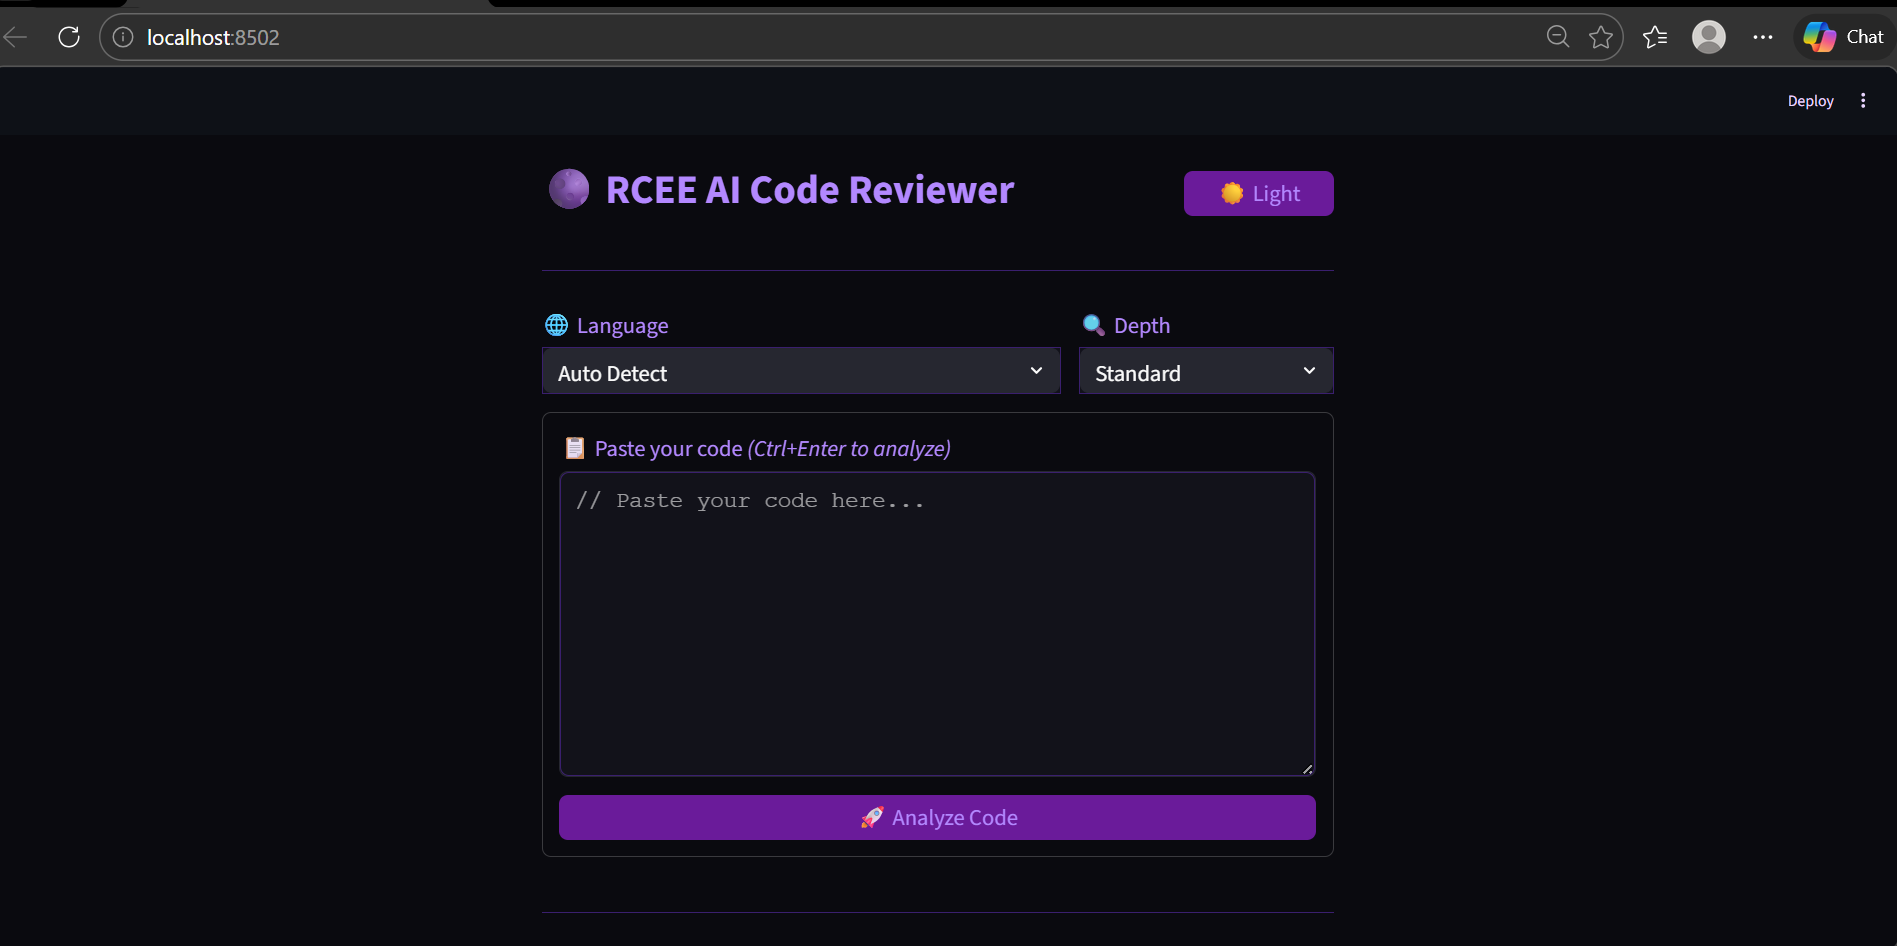 localhost:8502
Chat
Deploy
RCEE AI Code Reviewer
Light
Language
Depth
Auto Detect
Standard
Paste your code (Ctrl+Enter to analyze)
// Paste your code here...
Analyze Code